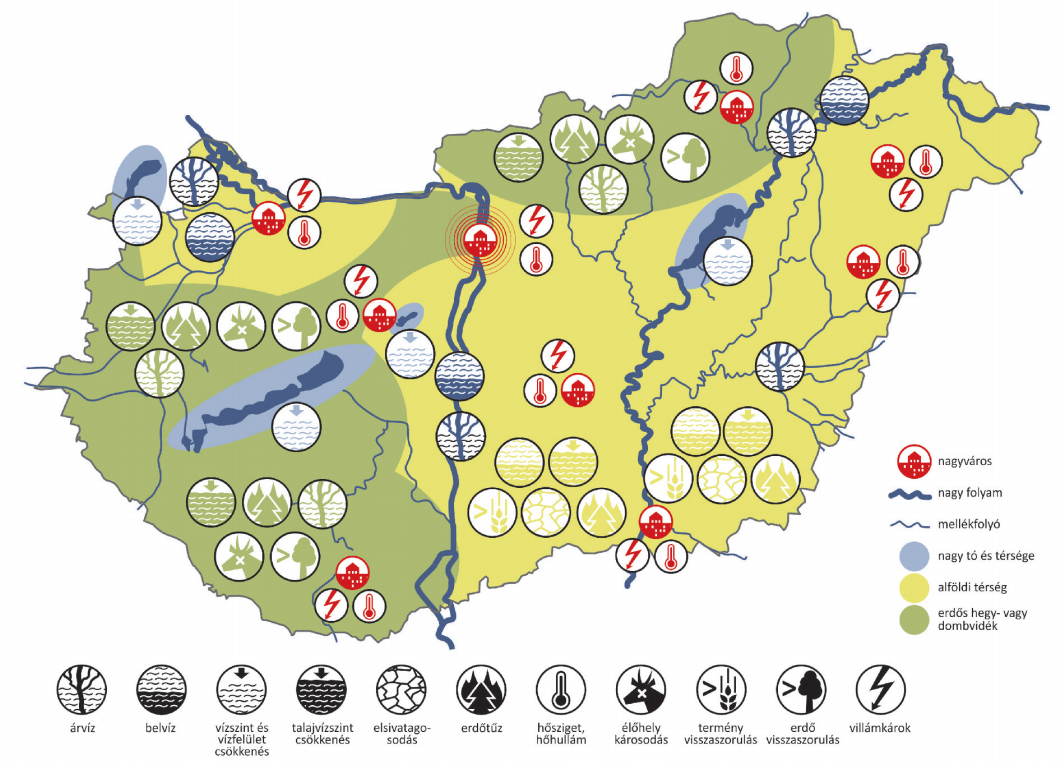 nagyváros
nagy folyam
mellékfolyó
nagy tó és térsége
alföldi térség
erdős hegy- vagy
dombvidék
árvíz
belvíz
vízszint és
vízfelület
csökkenés
talajvízszint
csökkenés
elsivatago-
sodás
erdőtűz
hősziget,
hőhullám
élőhely
károsodás
termény
visszaszorulás
erdő
visszaszorulás
villámkárok